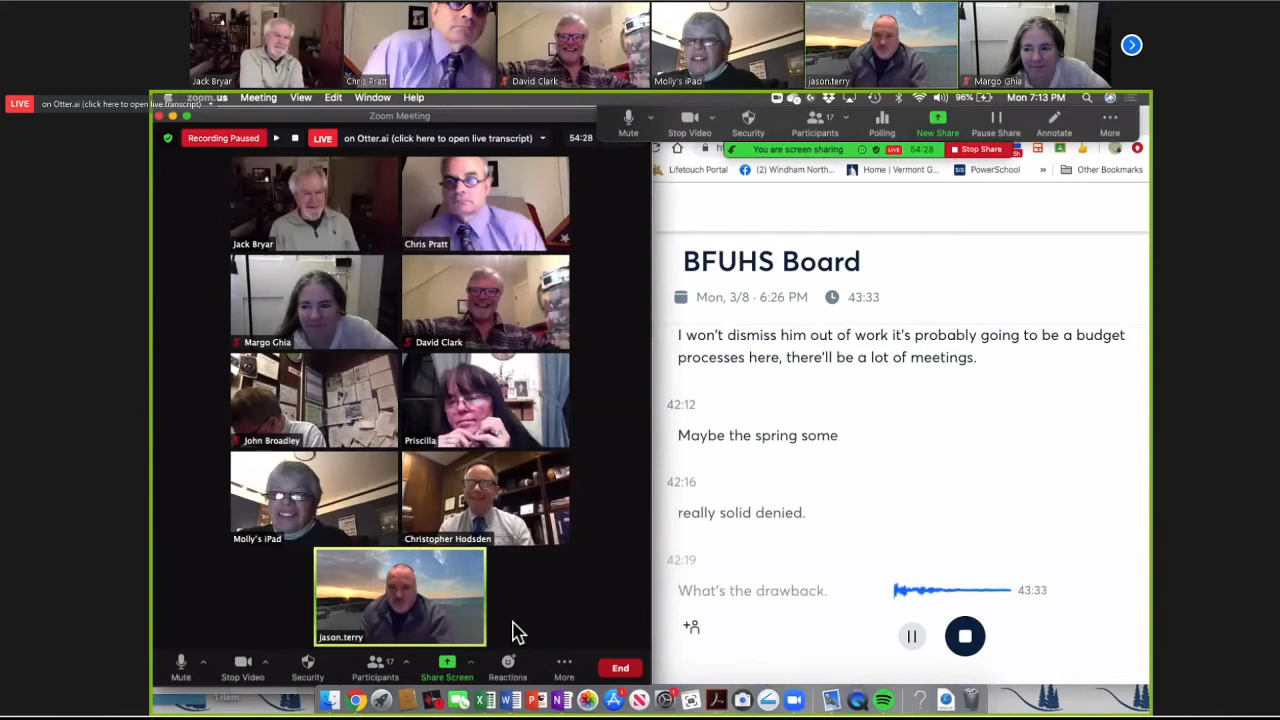 Jack Bryar
Chris Pratt
David Clark
Molly's iPad
jason.terry
Margo Ghia
LIVE on Otter.ai (click here to open live transcript)
zoom.us Meeting View Edit Window Help
96% Mon 7:13 PM
Zoom Meeting
Recording Paused LIVE on Otter.ai (click here to open live transcript) 54:28
Mute Stop Video Security Participants 17 Polling New Share Pause Share Annotate More
You are screen sharing LIVE 54:28 Stop Share
Lifetouch Portal (2) Windham North... Home | Vermont G... SIS PowerSchool » Other Bookmarks
Jack Bryar
Chris Pratt
Margo Ghia
David Clark
John Broadley
Priscilla
Molly's iPad
Christopher Hodsden
jason.terry
Mute Stop Video Security Participants 17 Share Screen Reactions More End
BFUHS Board
Mon, 3/8 · 6:26 PM 43:33
I won't dismiss him out of work it's probably going to be a budget
processes here, there'll be a lot of meetings.
42:12
Maybe the spring some
42:16
really solid denied.
42:19
What's the drawback.
43:33
1 item